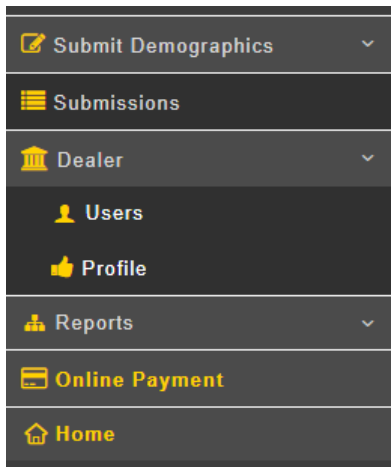 Submit Demographics
Submissions
Dealer
Users
Profile
Reports
Online Payment
Home